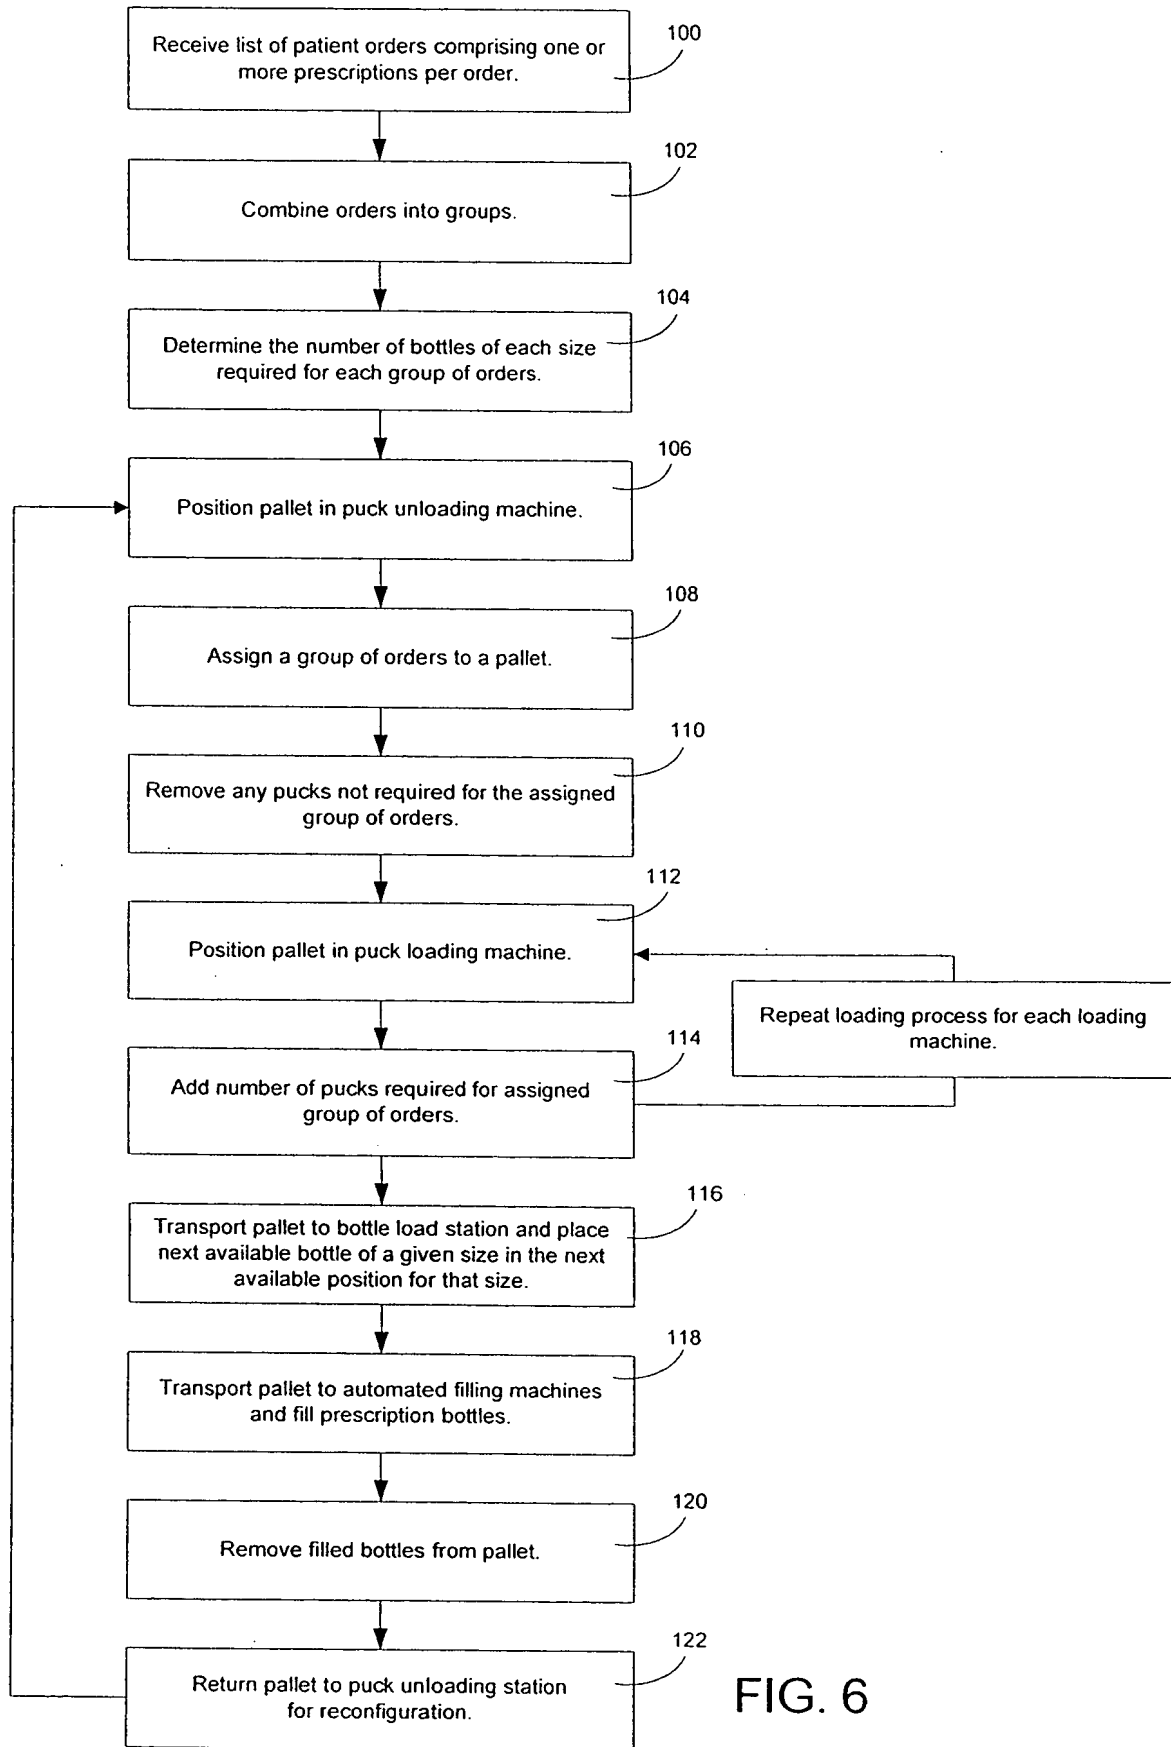 Receive list of patient orders comprising one or
more prescriptions per order.
100
102
Combine orders into groups.
104
Determine the number of bottles of each size
required for each group of orders.
106
Position pallet in puck unloading machine.
108
Assign a group of orders to a pallet.
110
Remove any pucks not required for the assigned
group of orders.
112
Position pallet in puck loading machine.
Repeat loading process for each loading
machine.
114
Add number of pucks required for assigned
group of orders.
116
Transport pallet to bottle load station and place
next available bottle of a given size in the next
available position for that size.
118
Transport pallet to automated filling machines
and fill prescription bottles.
120
Remove filled bottles from pallet.
122
Return pallet to puck unloading station
for reconfiguration.
FIG. 6